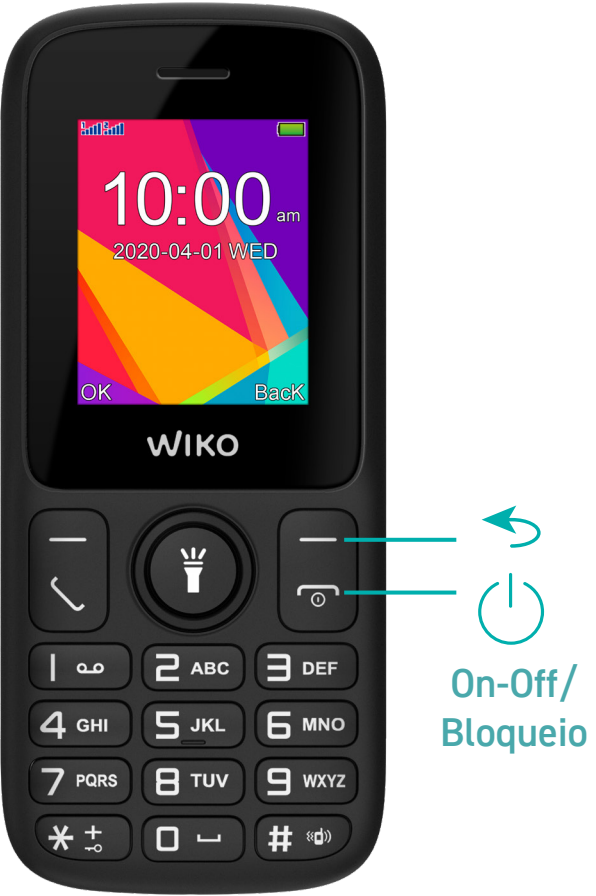 10:00 am
2020-04-01 WED
OK BacK
WIKO
On-Off/
Bloqueio
1
2 ABC
3 DEF
4 GHI
5 JKL
6 MNO
7 PQRS
8 TUV
9 WXYZ
* +
0
#